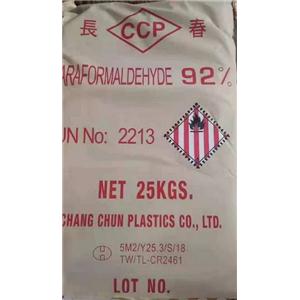 長 CCP 春
ARAFORMALDEHYDE 92%
UN No: 2213
NET 25KGS.
CHANG CHUN PLASTICS CO., LTD.
5M2/Y25.3/S/18
TW/TL-CR2461
LOT NO.